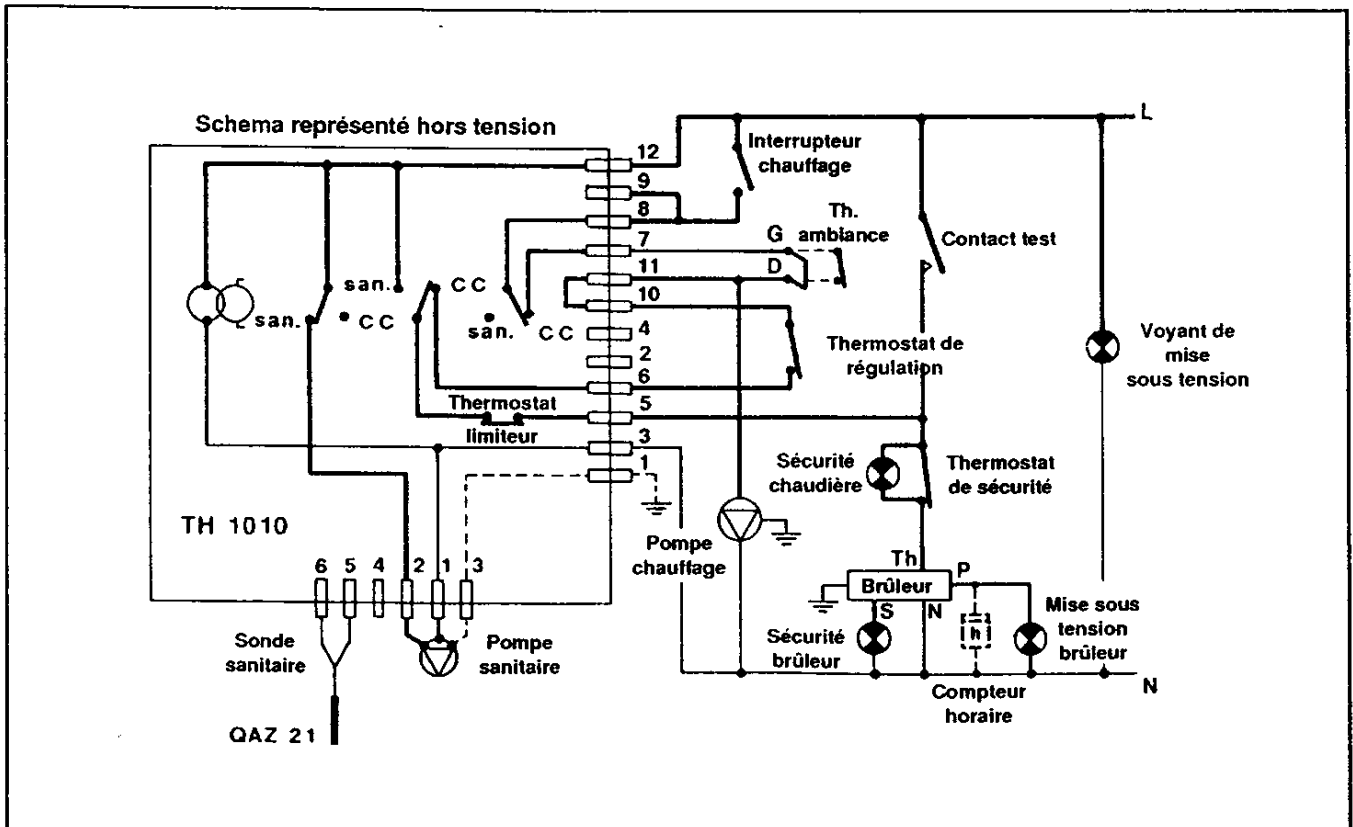 Schema représenté hors tension
12
9
8
7
11
10
4
2
6
5
3
1
L
Interrupteur
chauffage
Th.
ambiance
G
D
Contact test
san.
C C
san.
C C
san.
C C
Thermostat de
régulation
Voyant de
mise
sous tension
Thermostat
limiteur
Sécurité
chaudière
Thermostat
de sécurité
TH 1010
Pompe
chauffage
6
5
4
2
1
3
Th
P
Brûleur
S
N
h
Sonde
sanitaire
Pompe
sanitaire
Sécurité
brûleur
Mise sous
tension
brûleur
Compteur
horaire
N
QAZ 21